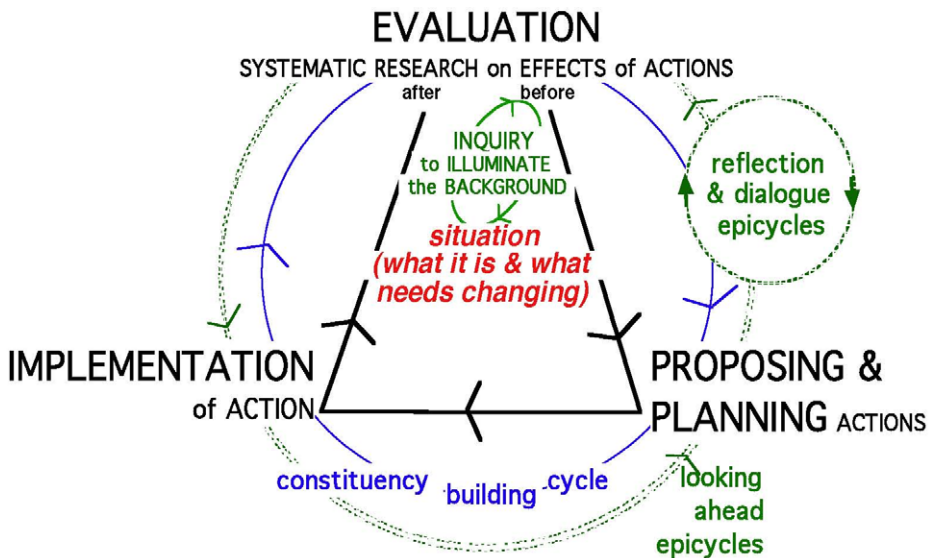 EVALUATION
SYSTEMATIC RESEARCH on EFFECTS of ACTIONS
after before
INQUIRY
to ILLUMINATE
the BACKGROUND
situation
(what it is & what
needs changing)
reflection
& dialogue
epicycles
IMPLEMENTATION
of ACTION
PROPOSING &
PLANNING ACTIONS
constituency building cycle
looking
ahead
epicycles